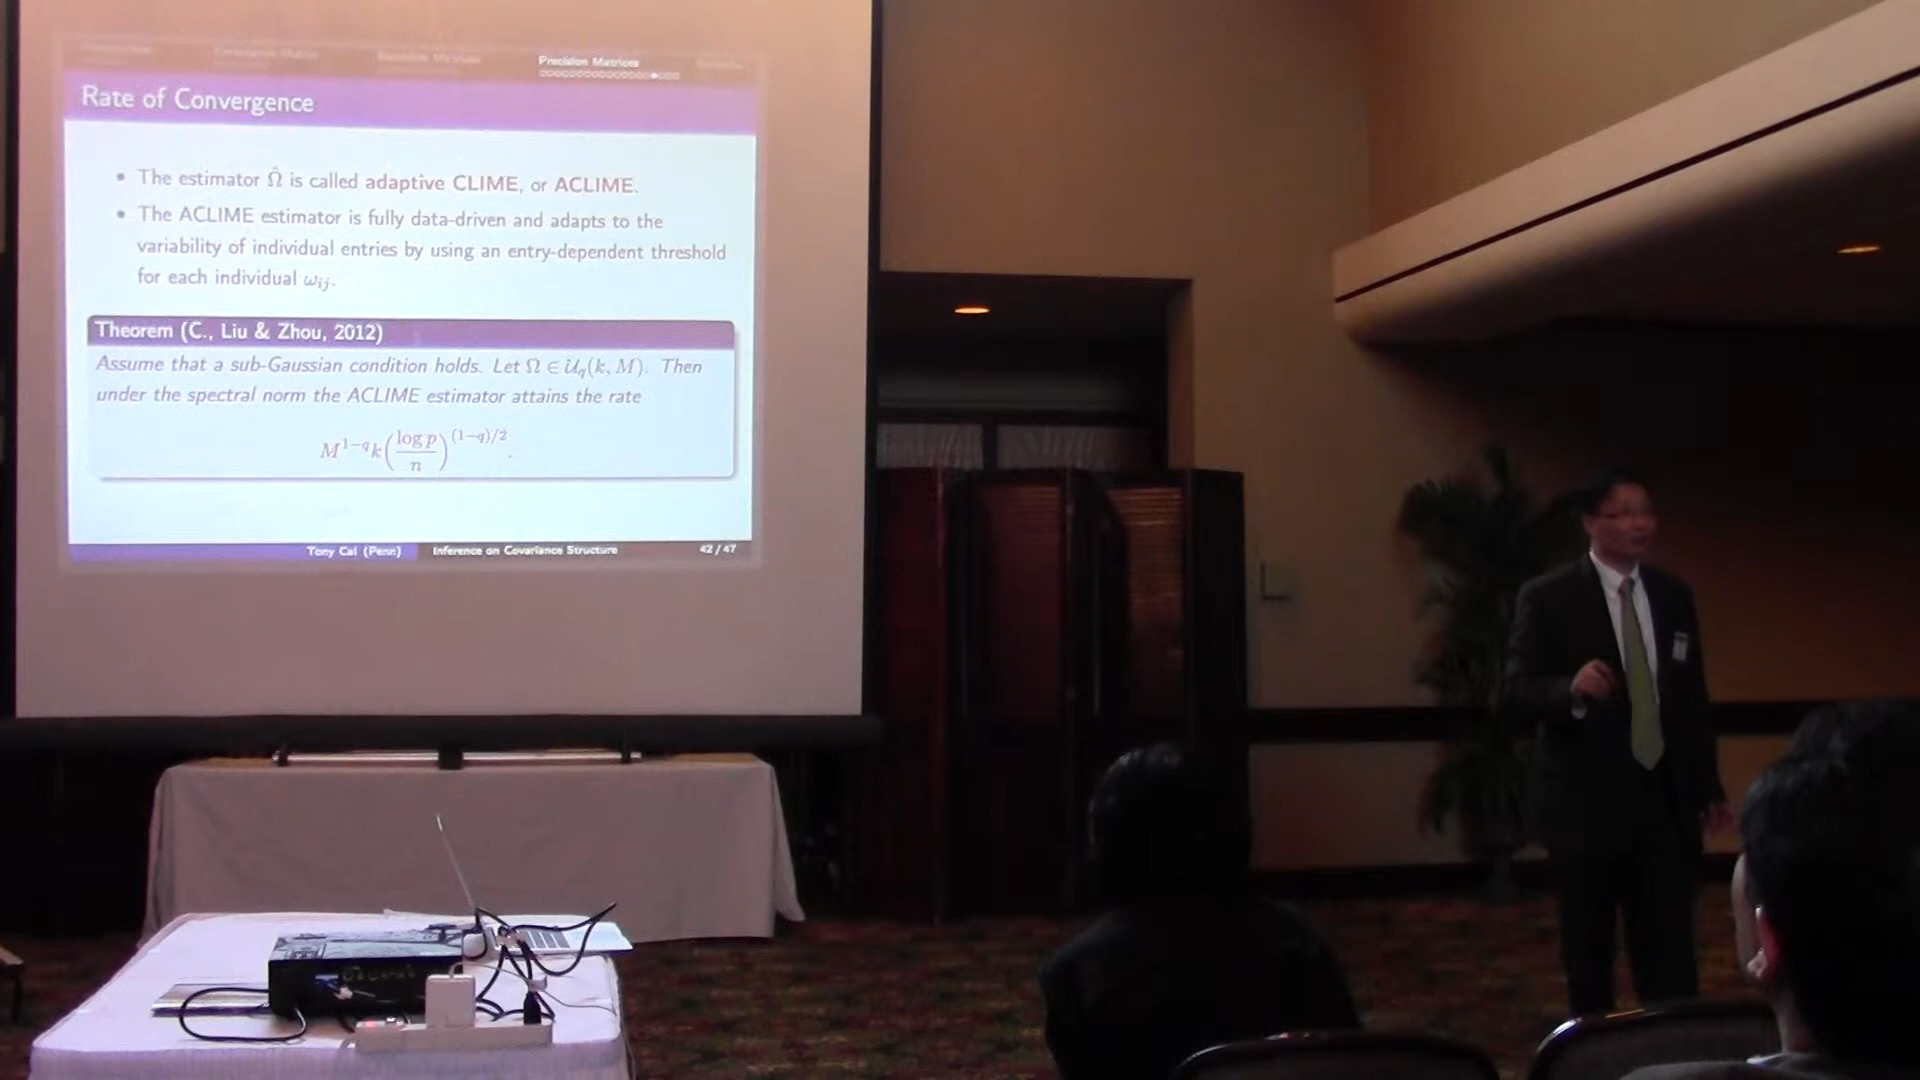 Precision Matrices
Rate of Convergence
• The estimator Ω̂ is called adaptive CLIME, or ACLIME.
• The ACLIME estimator is fully data-driven and adapts to the
variability of individual entries by using an entry-dependent threshold
for each individual ω_{ij}.
Theorem (C., Liu & Zhou, 2012)
Assume that a sub-Gaussian condition holds. Let Ω ∈ 𝒰_q(k, M). Then
under the spectral norm the ACLIME estimator attains the rate
M^{1−q}k(log p / n)^{(1−q)/2}.
Tony Cai (Penn) Inference on Covariance Structure 42 / 47